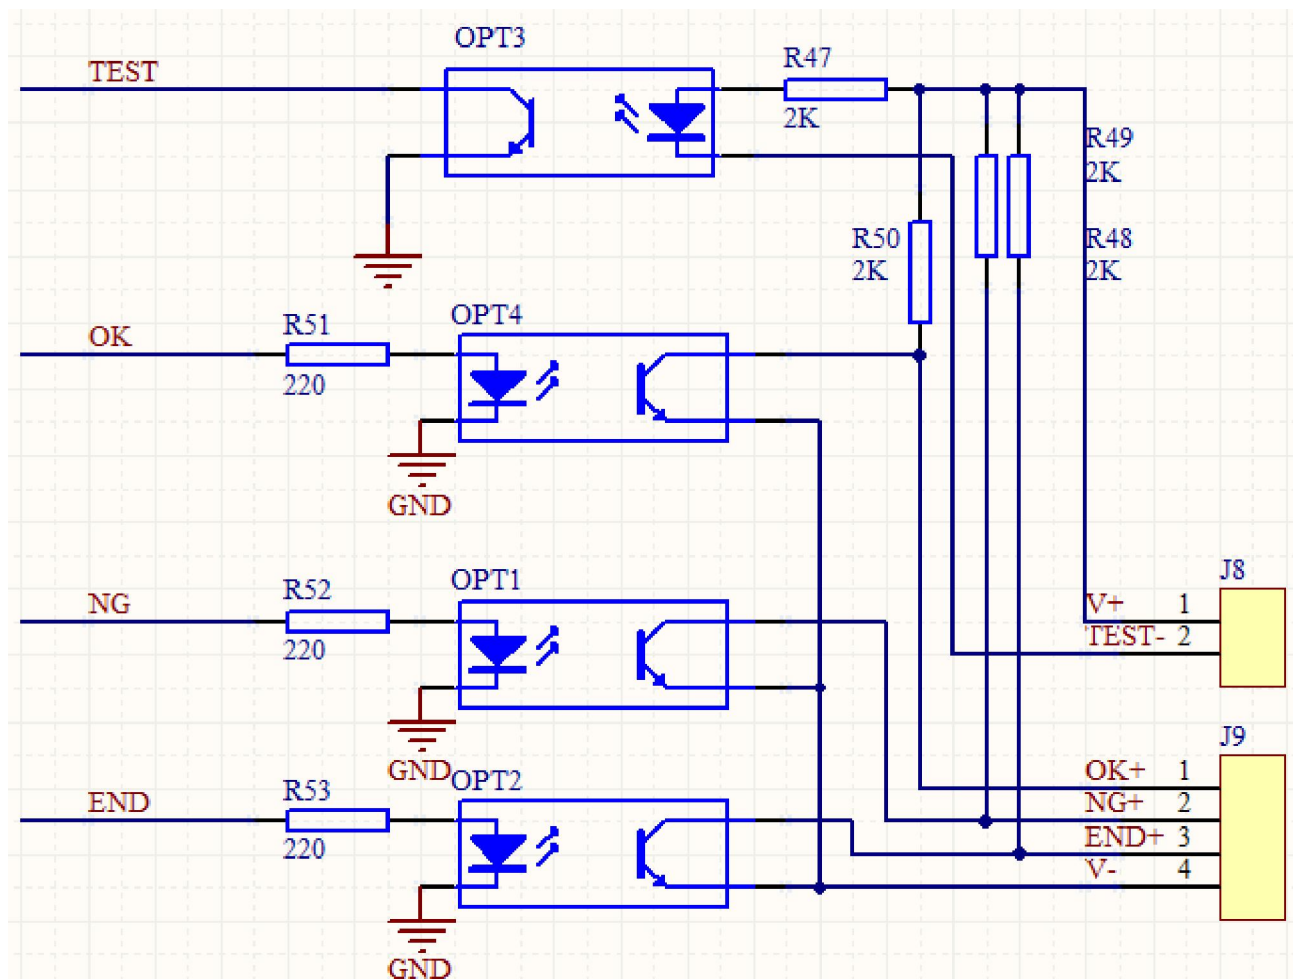 OPT3
TEST
R47
2K
R49
2K
R50
2K
R48
2K
OK
R51
220
OPT4
GND
NG
R52
220
OPT1
GND
J8
V+ 1
TEST- 2
END
R53
220
OPT2
GND
J9
OK+ 1
NG+ 2
END+ 3
V- 4